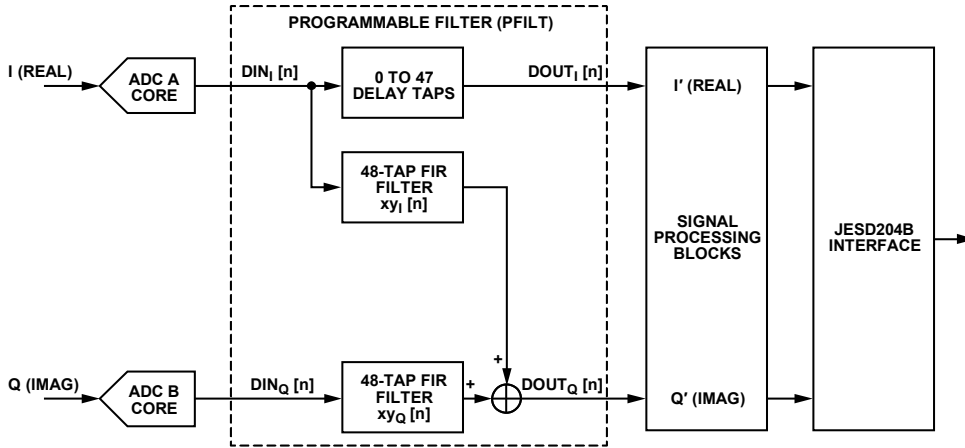 PROGRAMMABLE FILTER (PFILT)
I (REAL)
ADC A
CORE
DINI [n]
0 TO 47
DELAY TAPS
DOUTI [n]
I′ (REAL)
48-TAP FIR
FILTER
xyI [n]
SIGNAL
PROCESSING
BLOCKS
JESD204B
INTERFACE
+
Q (IMAG)
ADC B
CORE
DINQ [n]
48-TAP FIR
FILTER
xyQ [n]
+
DOUTQ [n]
Q′ (IMAG)